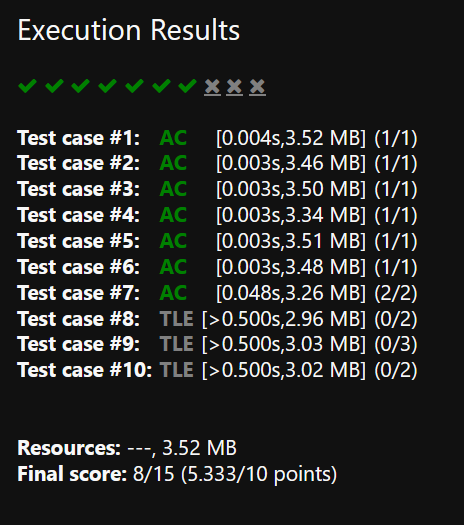 Execution Results
✔ ✔ ✔ ✔ ✔ ✔ ✔ ✖ ✖ ✖
Test case #1: AC [0.004s,3.52 MB] (1/1)
Test case #2: AC [0.003s,3.46 MB] (1/1)
Test case #3: AC [0.003s,3.50 MB] (1/1)
Test case #4: AC [0.003s,3.34 MB] (1/1)
Test case #5: AC [0.003s,3.51 MB] (1/1)
Test case #6: AC [0.003s,3.48 MB] (1/1)
Test case #7: AC [0.048s,3.26 MB] (2/2)
Test case #8: TLE [>0.500s,2.96 MB] (0/2)
Test case #9: TLE [>0.500s,3.03 MB] (0/3)
Test case #10: TLE [>0.500s,3.02 MB] (0/2)
Resources: ---, 3.52 MB
Final score: 8/15 (5.333/10 points)